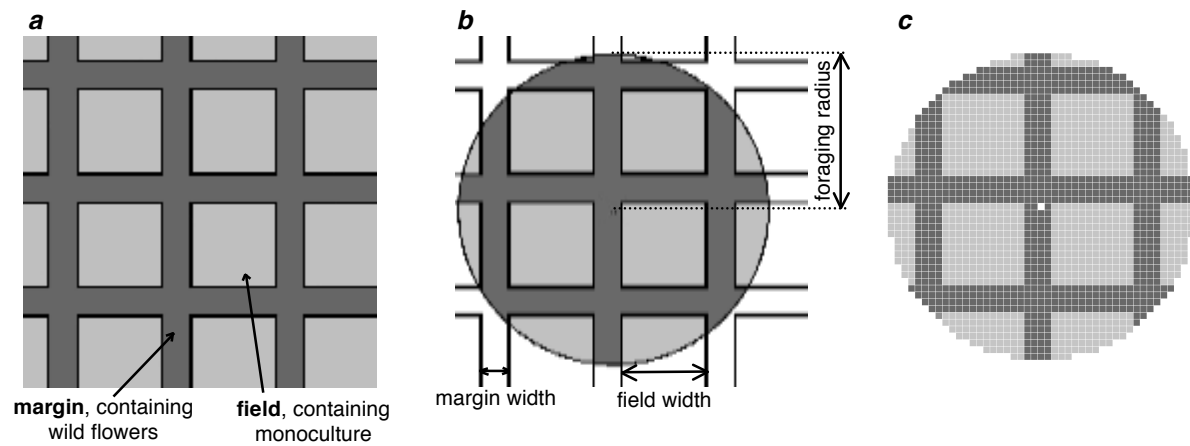 a
b
c
foraging radius
margin, containing
wild flowers
field, containing
monoculture
margin width
field width